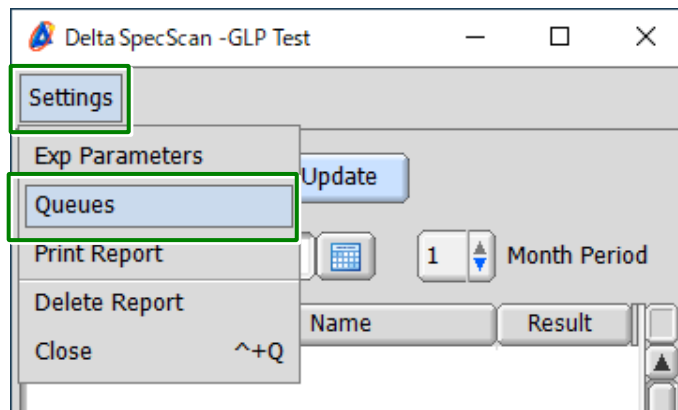 Delta SpecScan -GLP Test
Settings
Exp Parameters
Update
Queues
Print Report
1
Month Period
Delete Report
Name
Result
Close ^+Q